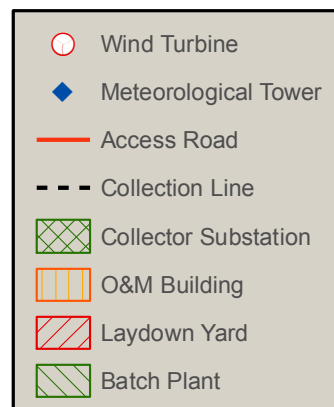 Wind Turbine
Meteorological Tower
Access Road
Collection Line
Collector Substation
O&M Building
Laydown Yard
Batch Plant